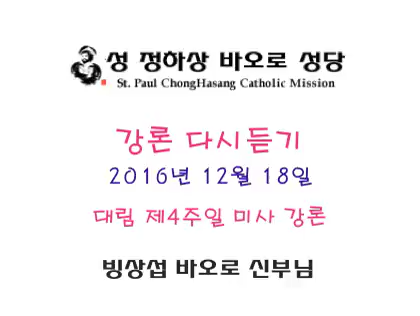 성 정하상 바오로 성당
St. Paul ChongHasang Catholic Mission
강론 다시듣기
2016년 12월 18일
대림 제4주일 미사 강론
빙상섭 바오로 신부님